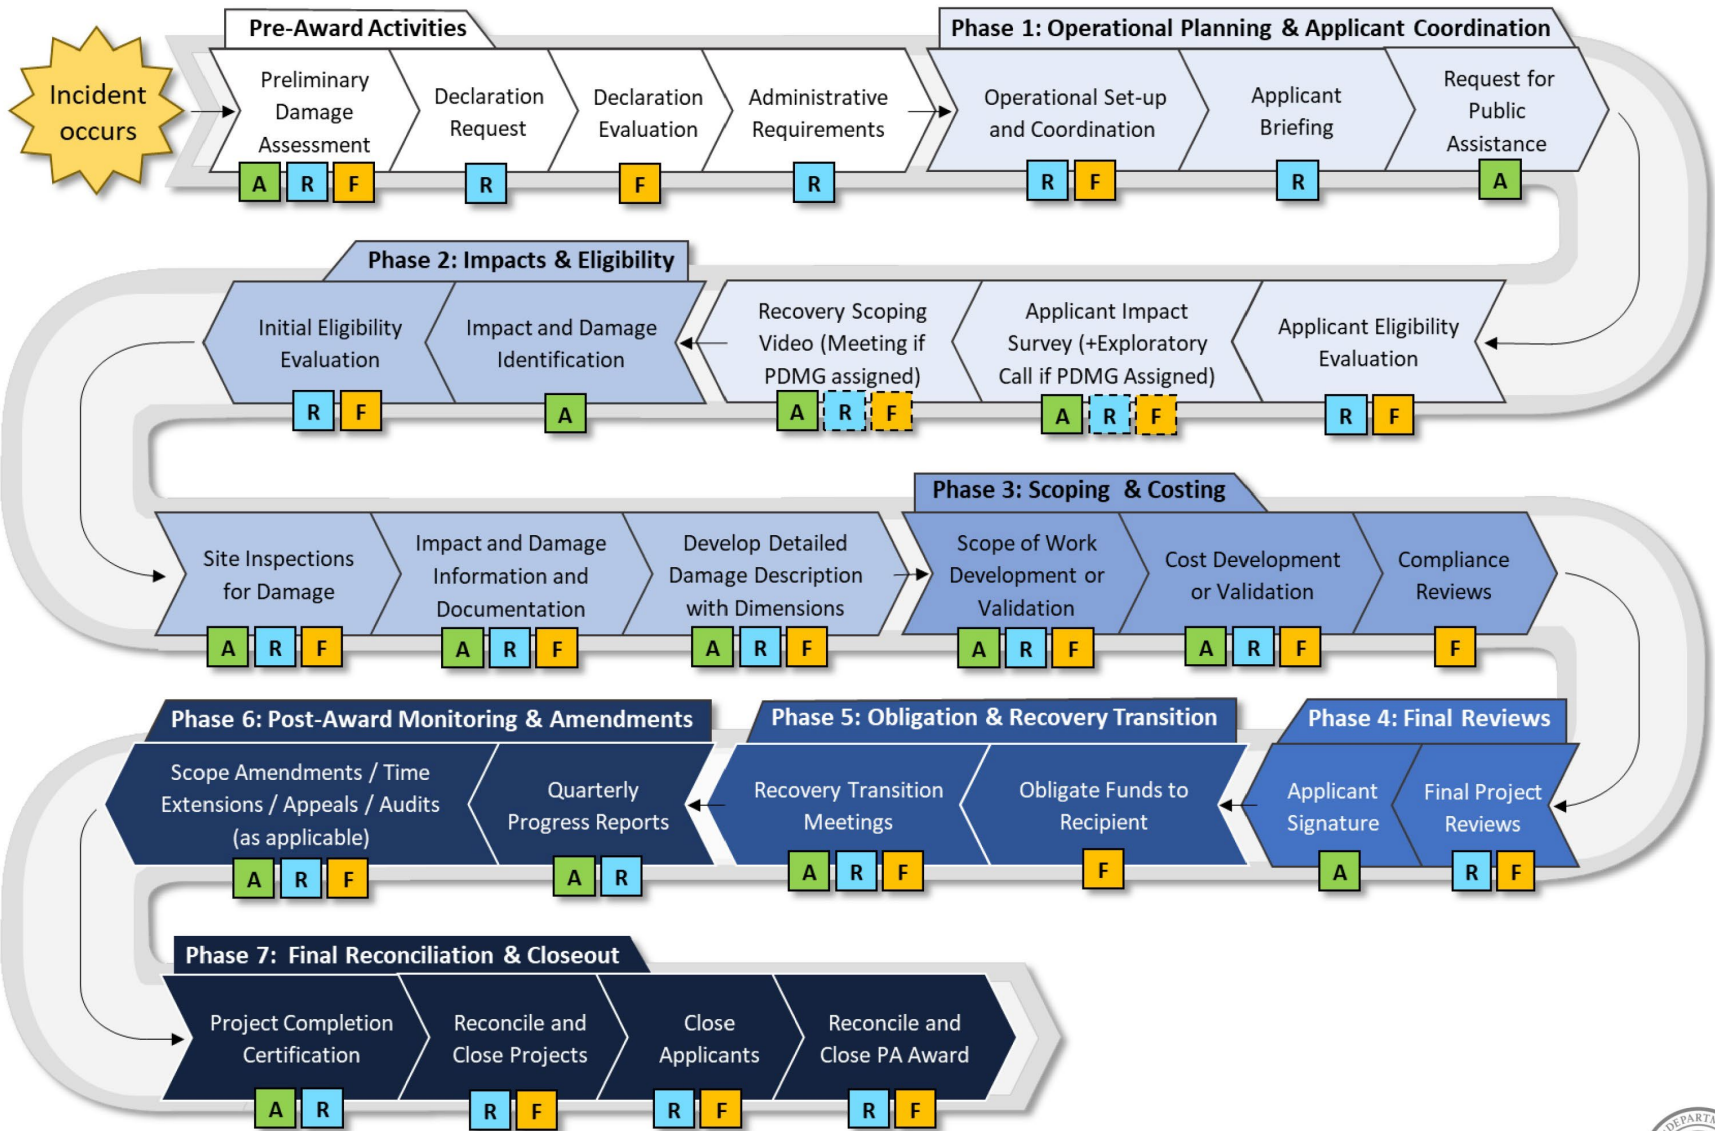 Incident
occurs
Pre-Award Activities
Preliminary
Damage
Assessment
A R F
Declaration
Request
R
Declaration
Evaluation
F
Administrative
Requirements
R
Phase 1: Operational Planning & Applicant Coordination
Operational Set-up
and Coordination
R F
Applicant
Briefing
R
Request for
Public
Assistance
A
Applicant Eligibility
Evaluation
R F
Applicant Impact
Survey (+Exploratory
Call if PDMG Assigned)
A R F
Recovery Scoping
Video (Meeting if
PDMG assigned)
A R F
Phase 2: Impacts & Eligibility
Impact and Damage
Identification
A
Initial Eligibility
Evaluation
R F
Site Inspections
for Damage
A R F
Impact and Damage
Information and
Documentation
A R F
Develop Detailed
Damage Description
with Dimensions
A R F
Phase 3: Scoping & Costing
Scope of Work
Development or
Validation
A R F
Cost Development
or Validation
A R F
Compliance
Reviews
F
Phase 4: Final Reviews
Final Project
Reviews
R F
Applicant
Signature
A
Phase 5: Obligation & Recovery Transition
Obligate Funds to
Recipient
F
Recovery Transition
Meetings
A R F
Phase 6: Post-Award Monitoring & Amendments
Quarterly
Progress Reports
A R
Scope Amendments / Time
Extensions / Appeals / Audits
(as applicable)
A R F
Phase 7: Final Reconciliation & Closeout
Project Completion
Certification
A R
Reconcile and
Close Projects
R F
Close
Applicants
R F
Reconcile and
Close PA Award
R F